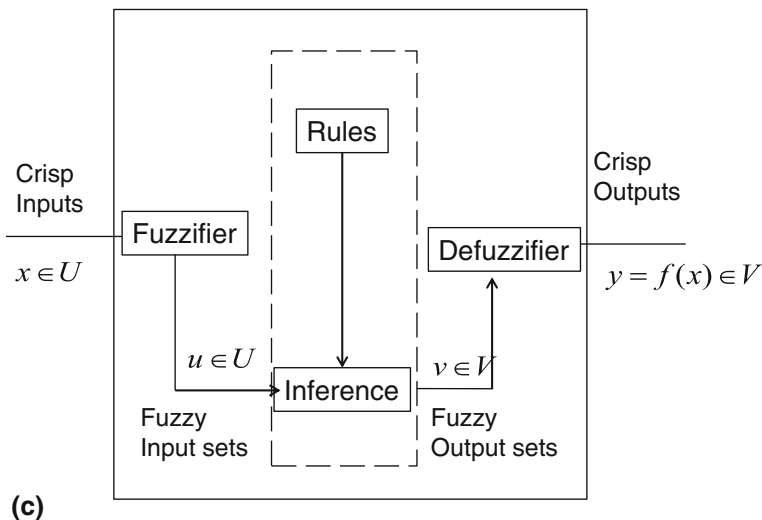 Rules
Crisp
Inputs
Crisp
Outputs
Fuzzifier
Defuzzifier
x ∈ U
y = f(x) ∈ V
u ∈ U
v ∈ V
Inference
Fuzzy
Input sets
Fuzzy
Output sets
(c)